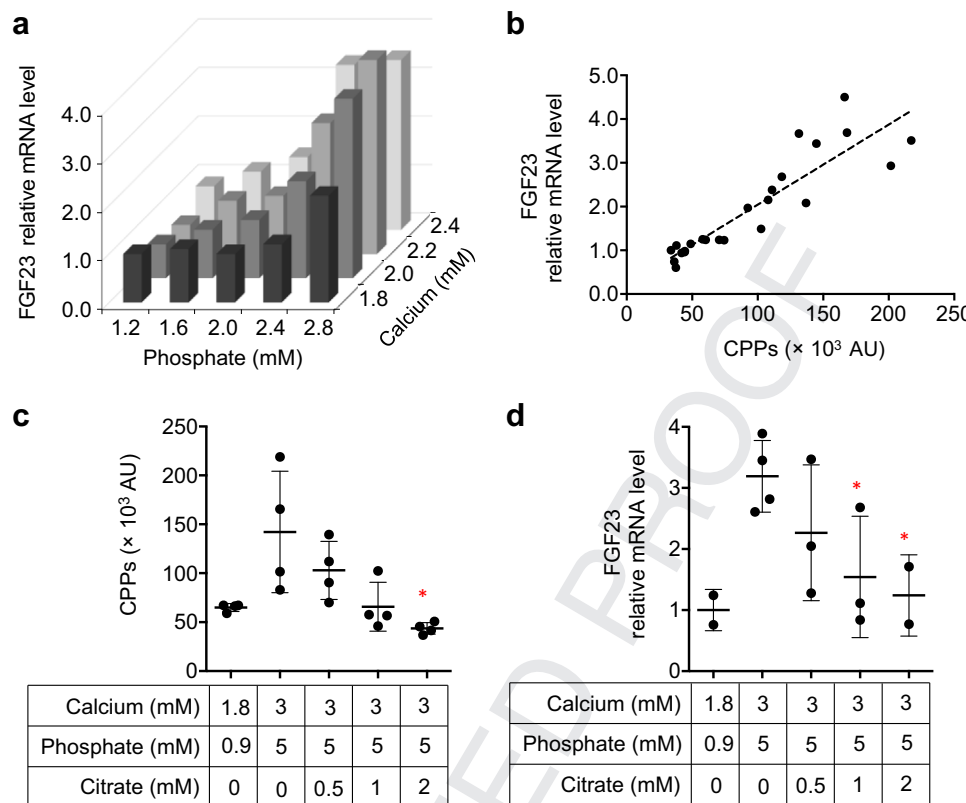 a
FGF23 relative mRNA level
4.0
3.0
2.0
1.0
0.0
1.2 1.6 2.0 2.4 2.8
Phosphate (mM)
1.8
2.0
2.2
2.4
Calcium (mM)
b
FGF23
relative mRNA level
5.0
4.0
3.0
2.0
1.0
0.0
0 50 100 150 200 250
CPPs (× 10³ AU)
c
CPPs (× 10³ AU)
250
200
150
100
50
0
*
Calcium (mM) 1.8 3 3 3 3
Phosphate (mM) 0.9 5 5 5 5
Citrate (mM) 0 0 0.5 1 2
d
FGF23
relative mRNA level
4
3
2
1
0
* *
Calcium (mM) 1.8 3 3 3 3
Phosphate (mM) 0.9 5 5 5 5
Citrate (mM) 0 0 0.5 1 2
TED PROOF